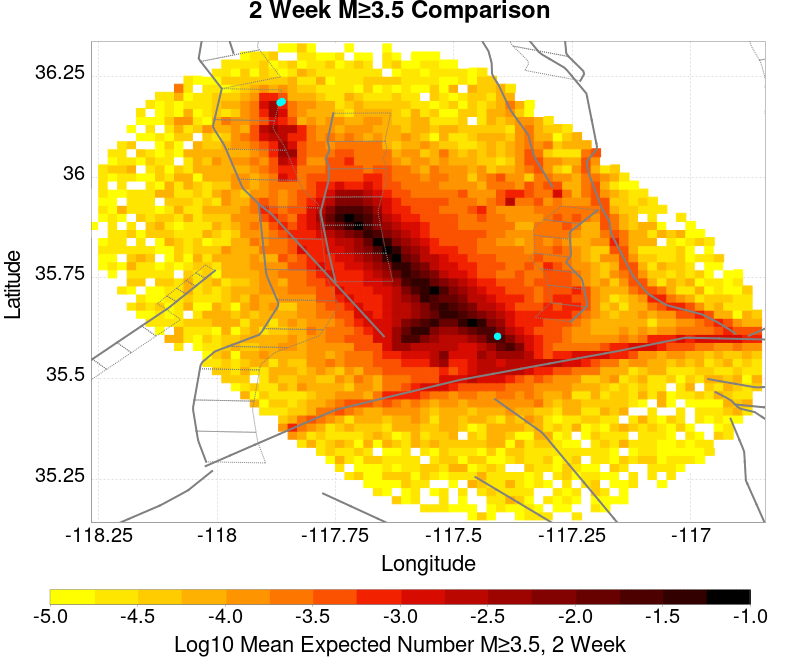 2 Week M≥3.5 Comparison
36.25
36
35.75
35.5
35.25
Latitude
-118.25 -118 -117.75 -117.5 -117.25 -117
Longitude
-5.0 -4.5 -4.0 -3.5 -3.0 -2.5 -2.0 -1.5 -1.0
Log10 Mean Expected Number M≥3.5, 2 Week